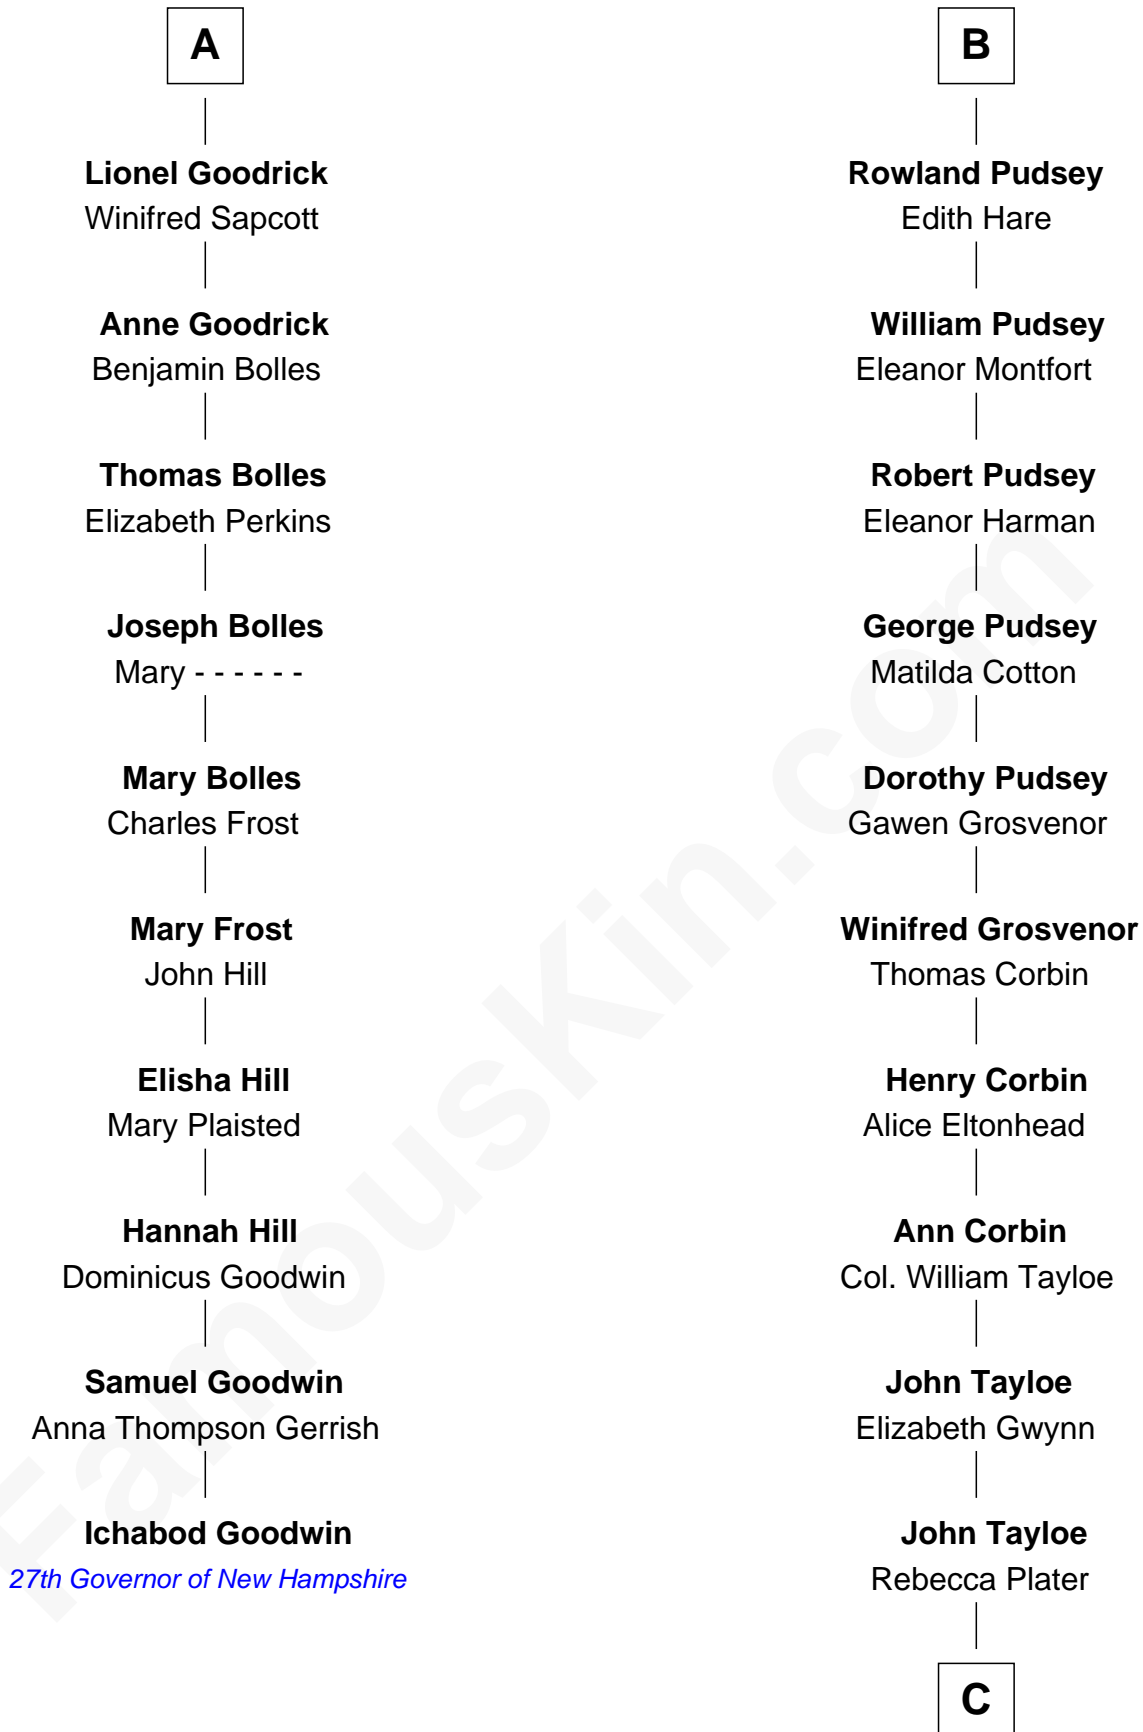 A
Lionel Goodrick
Winifred Sapcott
Anne Goodrick
Benjamin Bolles
Thomas Bolles
Elizabeth Perkins
Joseph Bolles
Mary - - - - - -
Mary Bolles
Charles Frost
Mary Frost
John Hill
Elisha Hill
Mary Plaisted
Hannah Hill
Dominicus Goodwin
Samuel Goodwin
Anna Thompson Gerrish
Ichabod Goodwin
27th Governor of New Hampshire
B
Rowland Pudsey
Edith Hare
William Pudsey
Eleanor Montfort
Robert Pudsey
Eleanor Harman
George Pudsey
Matilda Cotton
Dorothy Pudsey
Gawen Grosvenor
Winifred Grosvenor
Thomas Corbin
Henry Corbin
Alice Eltonhead
Ann Corbin
Col. William Tayloe
John Tayloe
Elizabeth Gwynn
John Tayloe
Rebecca Plater
C
FamousKin.com